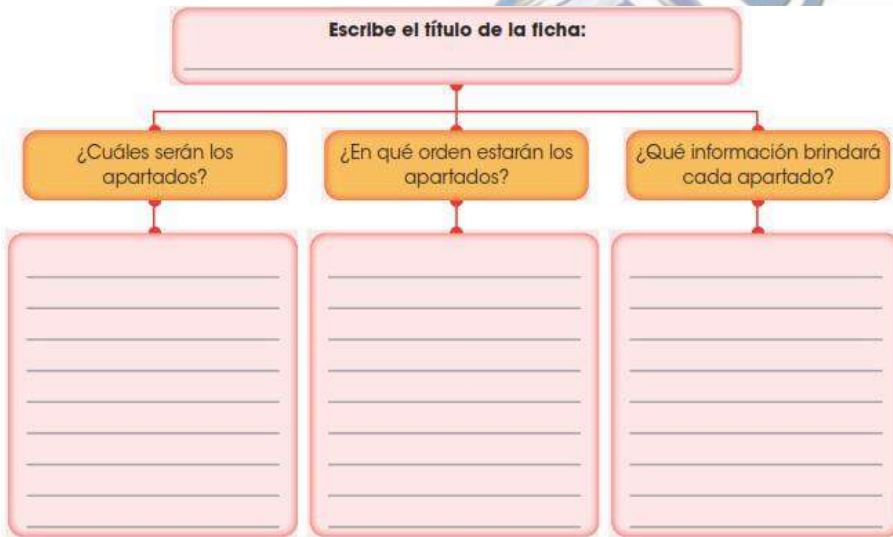 Escribe el título de la ficha:
¿Cuáles serán los
apartados?
¿En qué orden estarán los
apartados?
¿Qué información brindará
cada apartado?